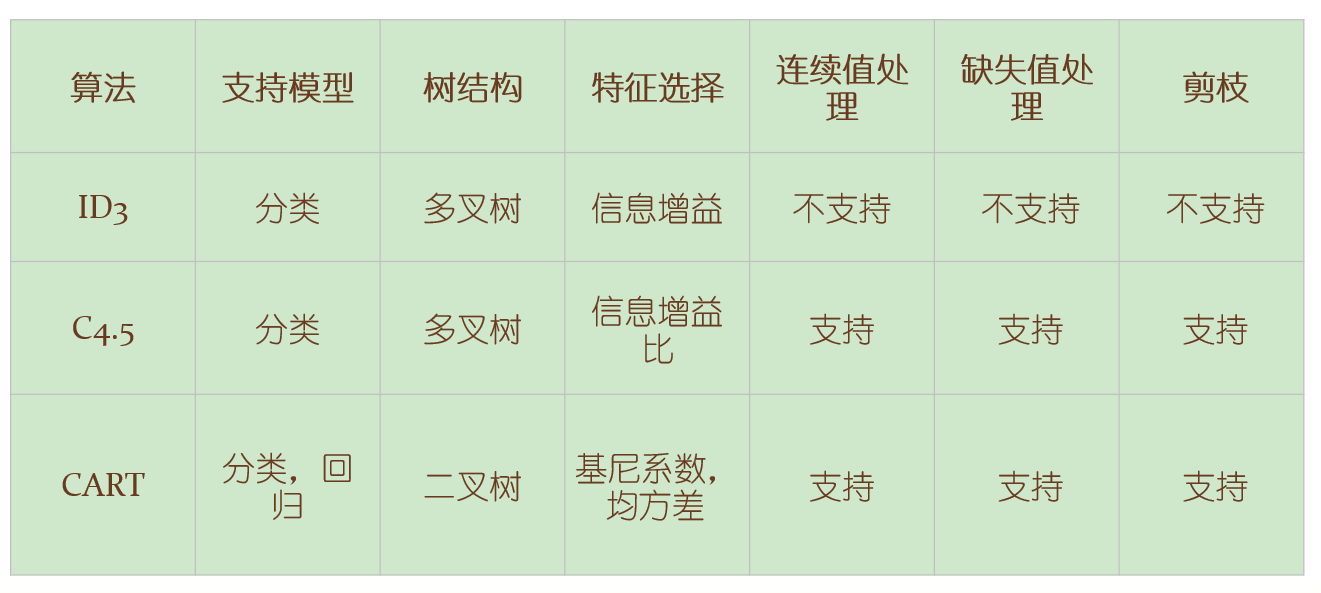 算法
支持模型
树结构
特征选择
连续值处
理
缺失值处
理
剪枝
ID3
分类
多叉树
信息增益
不支持
不支持
不支持
C4.5
分类
多叉树
信息增益
比
支持
支持
支持
CART
分类，回
归
二叉树
基尼系数，
均方差
支持
支持
支持